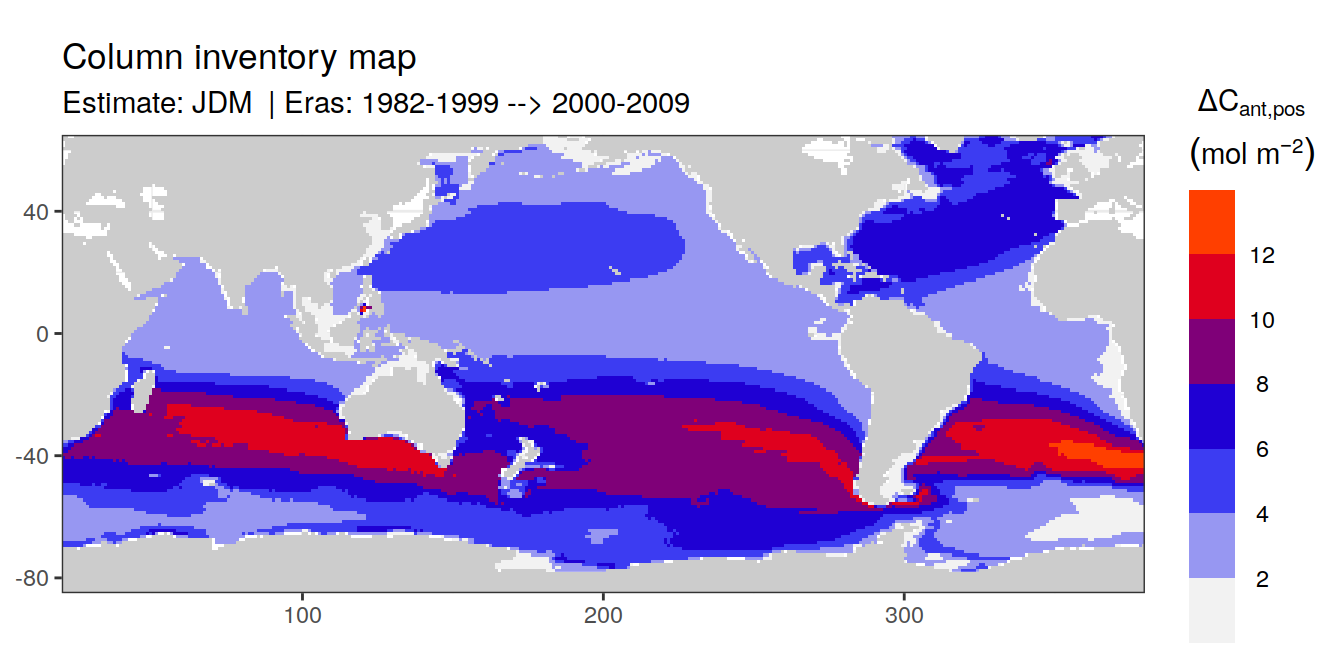 Column inventory map
Estimate: JDM | Eras: 1982-1999 --> 2000-2009
ΔCant,pos
(mol m−2)
12
10
8
6
4
2
40
0
-40
-80
100 200 300